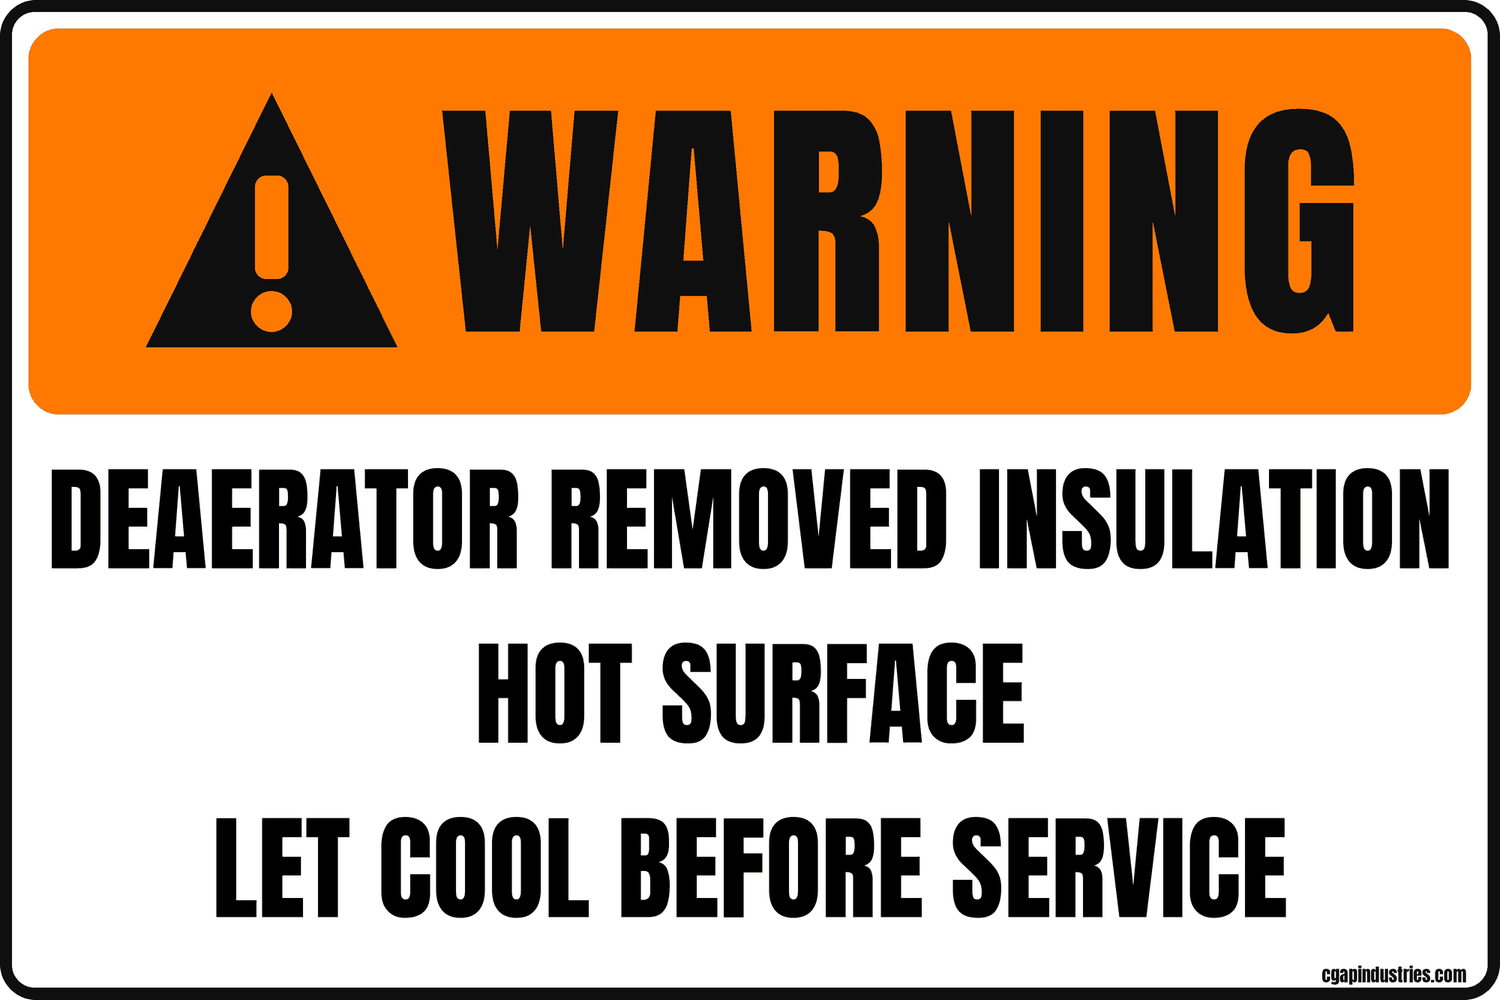 WARNING
DEAERATOR REMOVED INSULATION
HOT SURFACE
LET COOL BEFORE SERVICE
cgapindustries.com